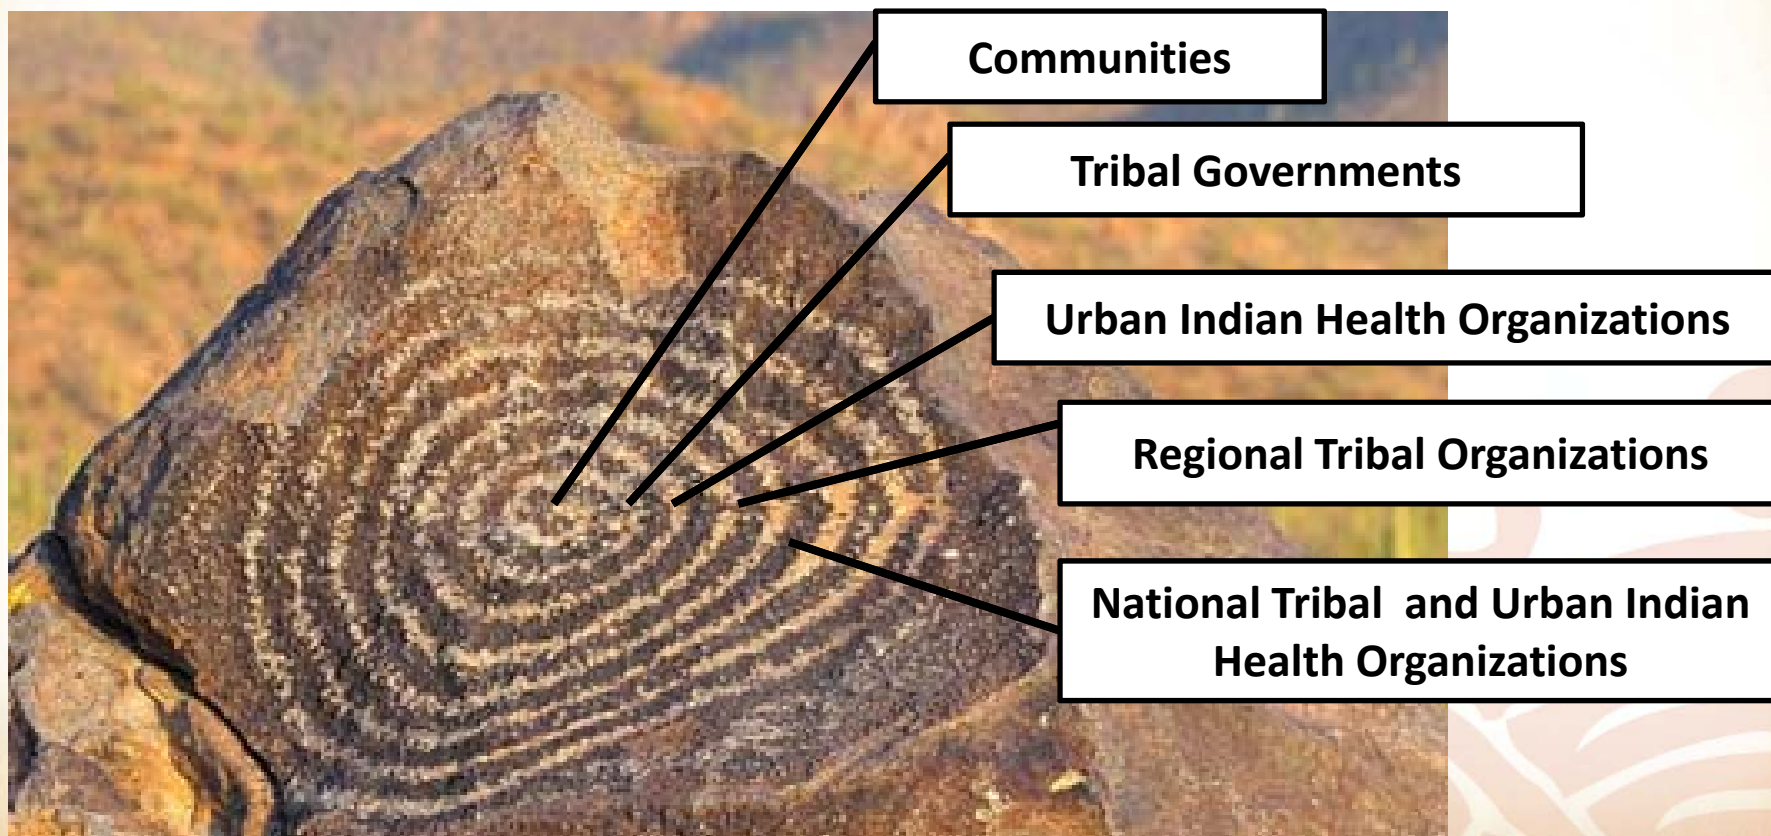 Communities
Tribal Governments
Urban Indian Health Organizations
Regional Tribal Organizations
National Tribal  and Urban Indian
Health Organizations